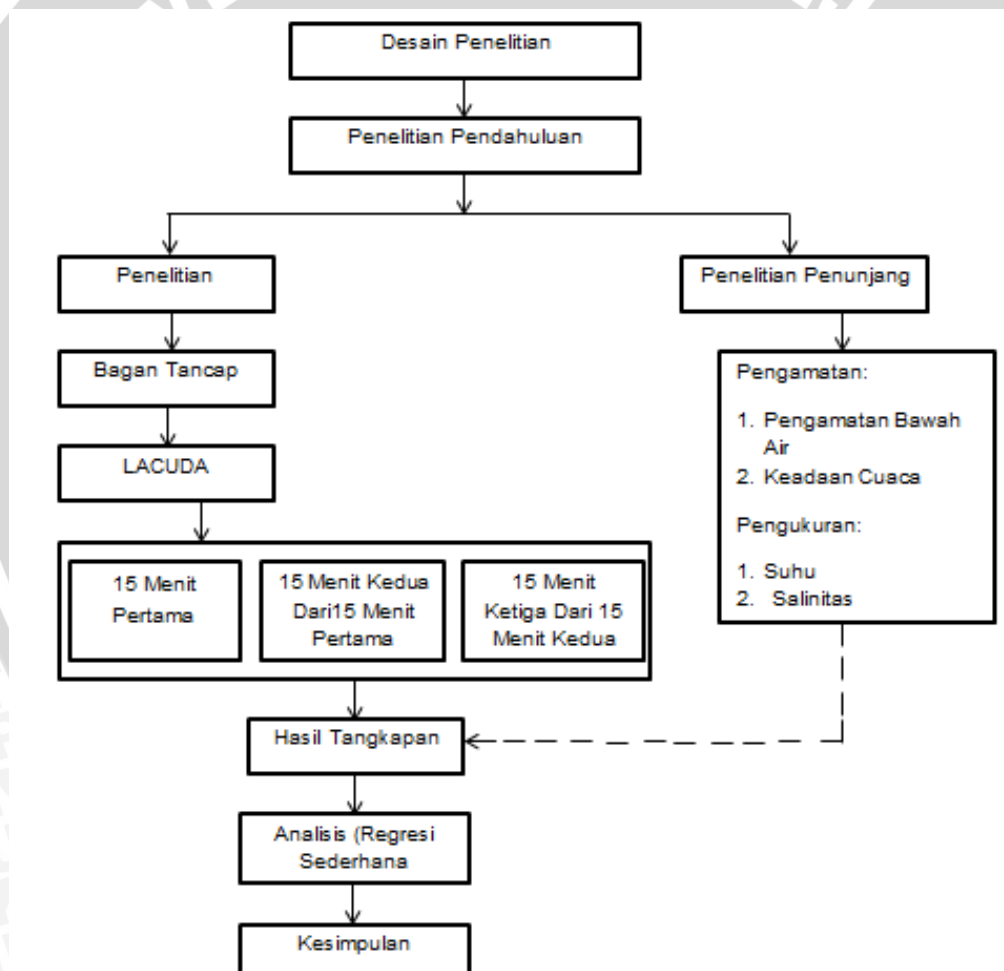 Desain Penelitian
Penelitian Pendahuluan
Penelitian
Penelitian Penunjang
Bagan Tancap
LACUDA
Pengamatan:
1. Pengamatan Bawah
Air
2. Keadaan Cuaca
Pengukuran:
1. Suhu
2. Salinitas
15 Menit
Pertama
15 Menit Kedua
Dari15 Menit
Pertama
15 Menit
Ketiga Dari 15
Menit Kedua
Hasil Tangkapan
Analisis (Regresi
Sederhana
Kesimpulan